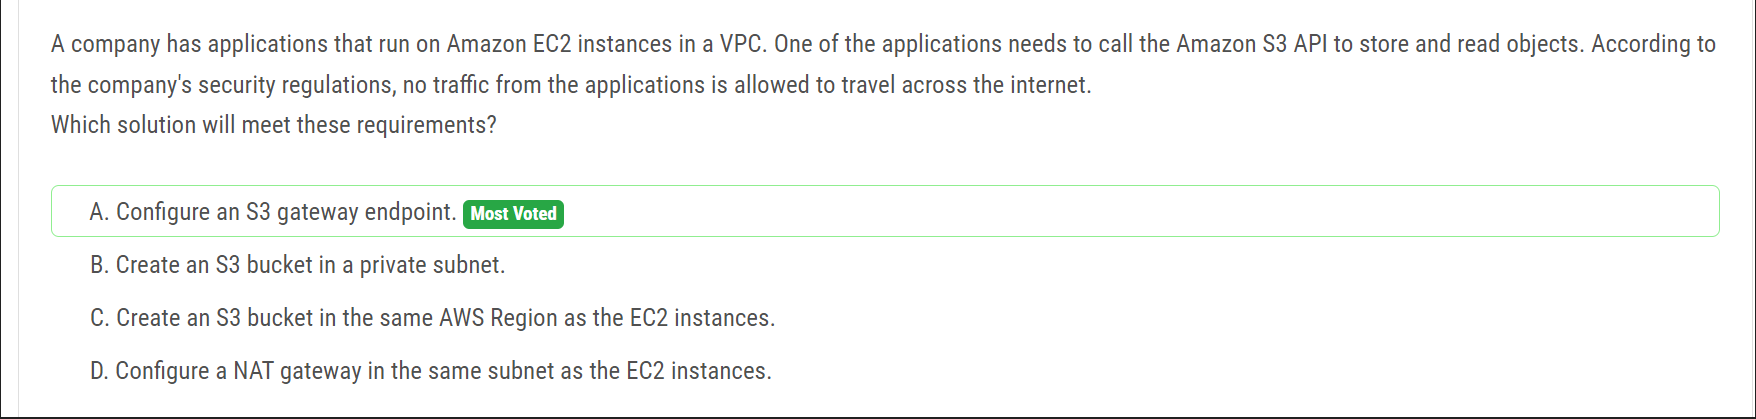 A company has applications that run on Amazon EC2 instances in a VPC. One of the applications needs to call the Amazon S3 API to store and read objects. According to
the company's security regulations, no traffic from the applications is allowed to travel across the internet.
Which solution will meet these requirements?
A. Configure an S3 gateway endpoint. Most Voted
B. Create an S3 bucket in a private subnet.
C. Create an S3 bucket in the same AWS Region as the EC2 instances.
D. Configure a NAT gateway in the same subnet as the EC2 instances.